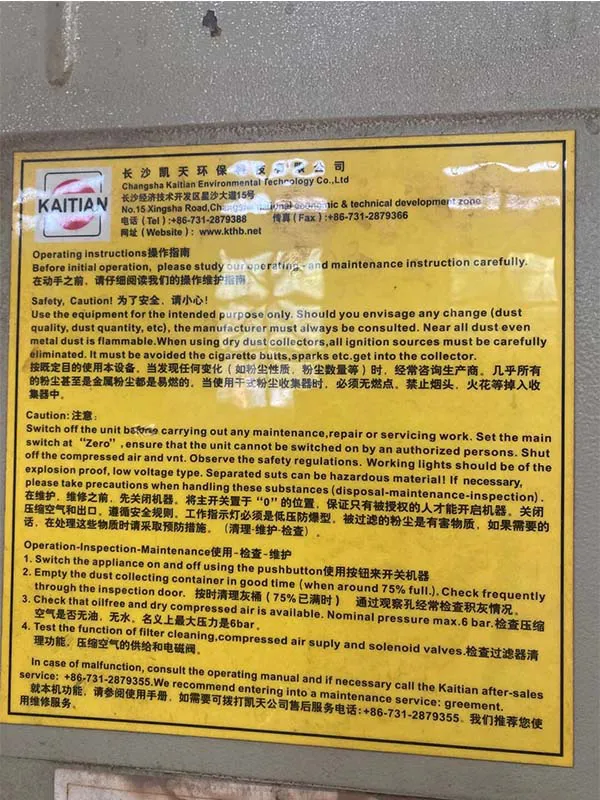 KAITIAN
长沙凯天环保科技有限公司
Changsha Kaitian Environmental Technology Co.,Ltd
长沙经济技术开发区星沙大道15号
No.15 Xingsha Road,Changsha national economic & technical development zone
电话 (Tel) :+86-731-2879388 传真 (Fax) :+86-731-2879366
网址 (Website) : www.kthb.net
Operating instructions操作指南
Before initial operation, please study our operating -and maintenance instruction carefully.
在动手之前，请仔细阅读我们的操作维护指南
Safety, Caution! 为了安全，请小心!
Use the equipment for the intended purpose only. Should you envisage any change (dust
quality, dust quantity, etc), the manufacturer must always be consulted. Near all dust even
metal dust is flammable.When using dry dust collectors,all ignition sources must be carefully
eliminated. It must be avoided the cigarette butts,sparks etc.get into the collector.
按既定目的使用本设备。当发现任何变化 (如粉尘性质，粉尘数量等) 时，经常咨询生产商。几乎所有
的粉尘甚至是金属粉尘都是易燃的。当使用干式粉尘收集器时，必须无燃点。禁止烟头，火花等掉入收
集器中。
Caution: 注意:
Switch off the unit before carrying out any maintenance,repair or servicing work. Set the main
switch at “Zero”,ensure that the unit cannot be switched on by an authorized persons. Shut
off the compressed air and vnt. Observe the safety regulations. Working lights should be of the
explosion proof, low voltage type. Separated suts can be hazardous material! If necessary,
please take precautions when handling these substances (disposal-maintenance-inspection).
在维护，维修之前，先关闭机器。将主开关置于“0”的位置，保证只有被授权的人才能开启机器。关闭
压缩空气和出口。遵循安全规则。工作指示灯必须是低压防爆型。被过滤的粉尘是有害物质，如果需要的
话，在处理这些物质时请采取预防措施。 (清理-维护-检查)
Operation-Inspection-Maintenance使用-检查-维护
1. Switch the appliance on and off using the pushbutton使用按钮来开关机器
2. Empty the dust collecting container in good time (when around 75% full.). Check frequently
through the inspection door. 按时清理灰桶 (75%已满时) 通过观察孔经常检查积灰情况。
3. Check that oilfree and dry compressed air is available. Nominal pressure max.6 bar.检查压缩
空气是否无油，无水。名义上最大压力是6bar。
4. Test the function of filter cleaning,compressed air suply and solenoid valves.检查过滤器清
理功能，压缩空气的供给和电磁阀。
In case of malfunction, consult the operating manual and if necessary call the Kaitian after-sales
service: +86-731-2879355.We recommend entering into a maintenance service: greement.
就本机功能，请参阅使用手册，如需要可拨打凯天公司售后服务电话:+86-731-2879355。我们推荐您使
用维修服务。